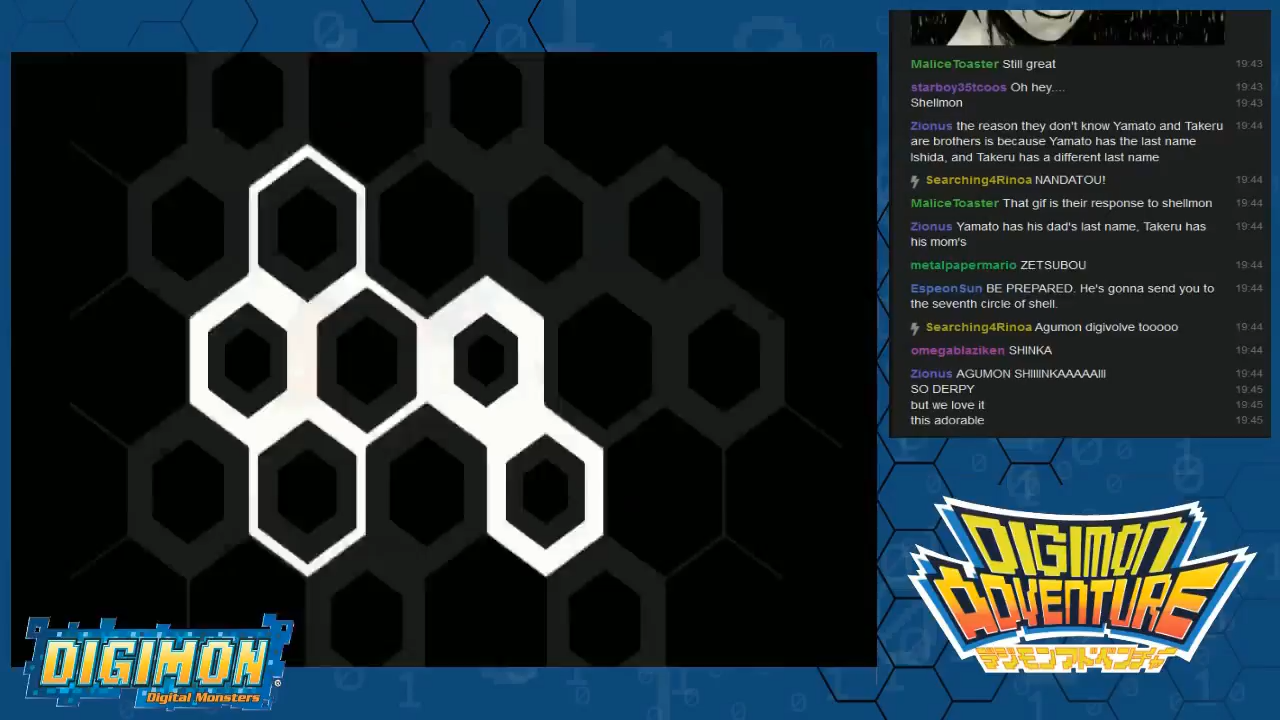 MaliceToaster Still great 19:43
starboy35tcoos Oh hey.... 19:43
Shellmon 19:43
Zionus the reason they don't know Yamato and Takeru 19:44
are brothers is because Yamato has the last name
Ishida, and Takeru has a different last name
Searching4Rinoa NANDATOU! 19:44
MaliceToaster That gif is their response to shellmon 19:44
Zionus Yamato has his dad's last name, Takeru has 19:44
his mom's
metalpapermario ZETSUBOU 19:44
EspeonSun BE PREPARED. He's gonna send you to 19:44
the seventh circle of shell.
Searching4Rinoa Agumon digivolve tooooo 19:44
omegablaziken SHINKA 19:44
Zionus AGUMON SHIIINKAAAAAIII 19:44
SO DERPY 19:45
but we love it 19:45
this adorable 19:45
DIGIMON
ADVENTURE
デジモンアドベンチャー
DIGIMON
Digital Monsters